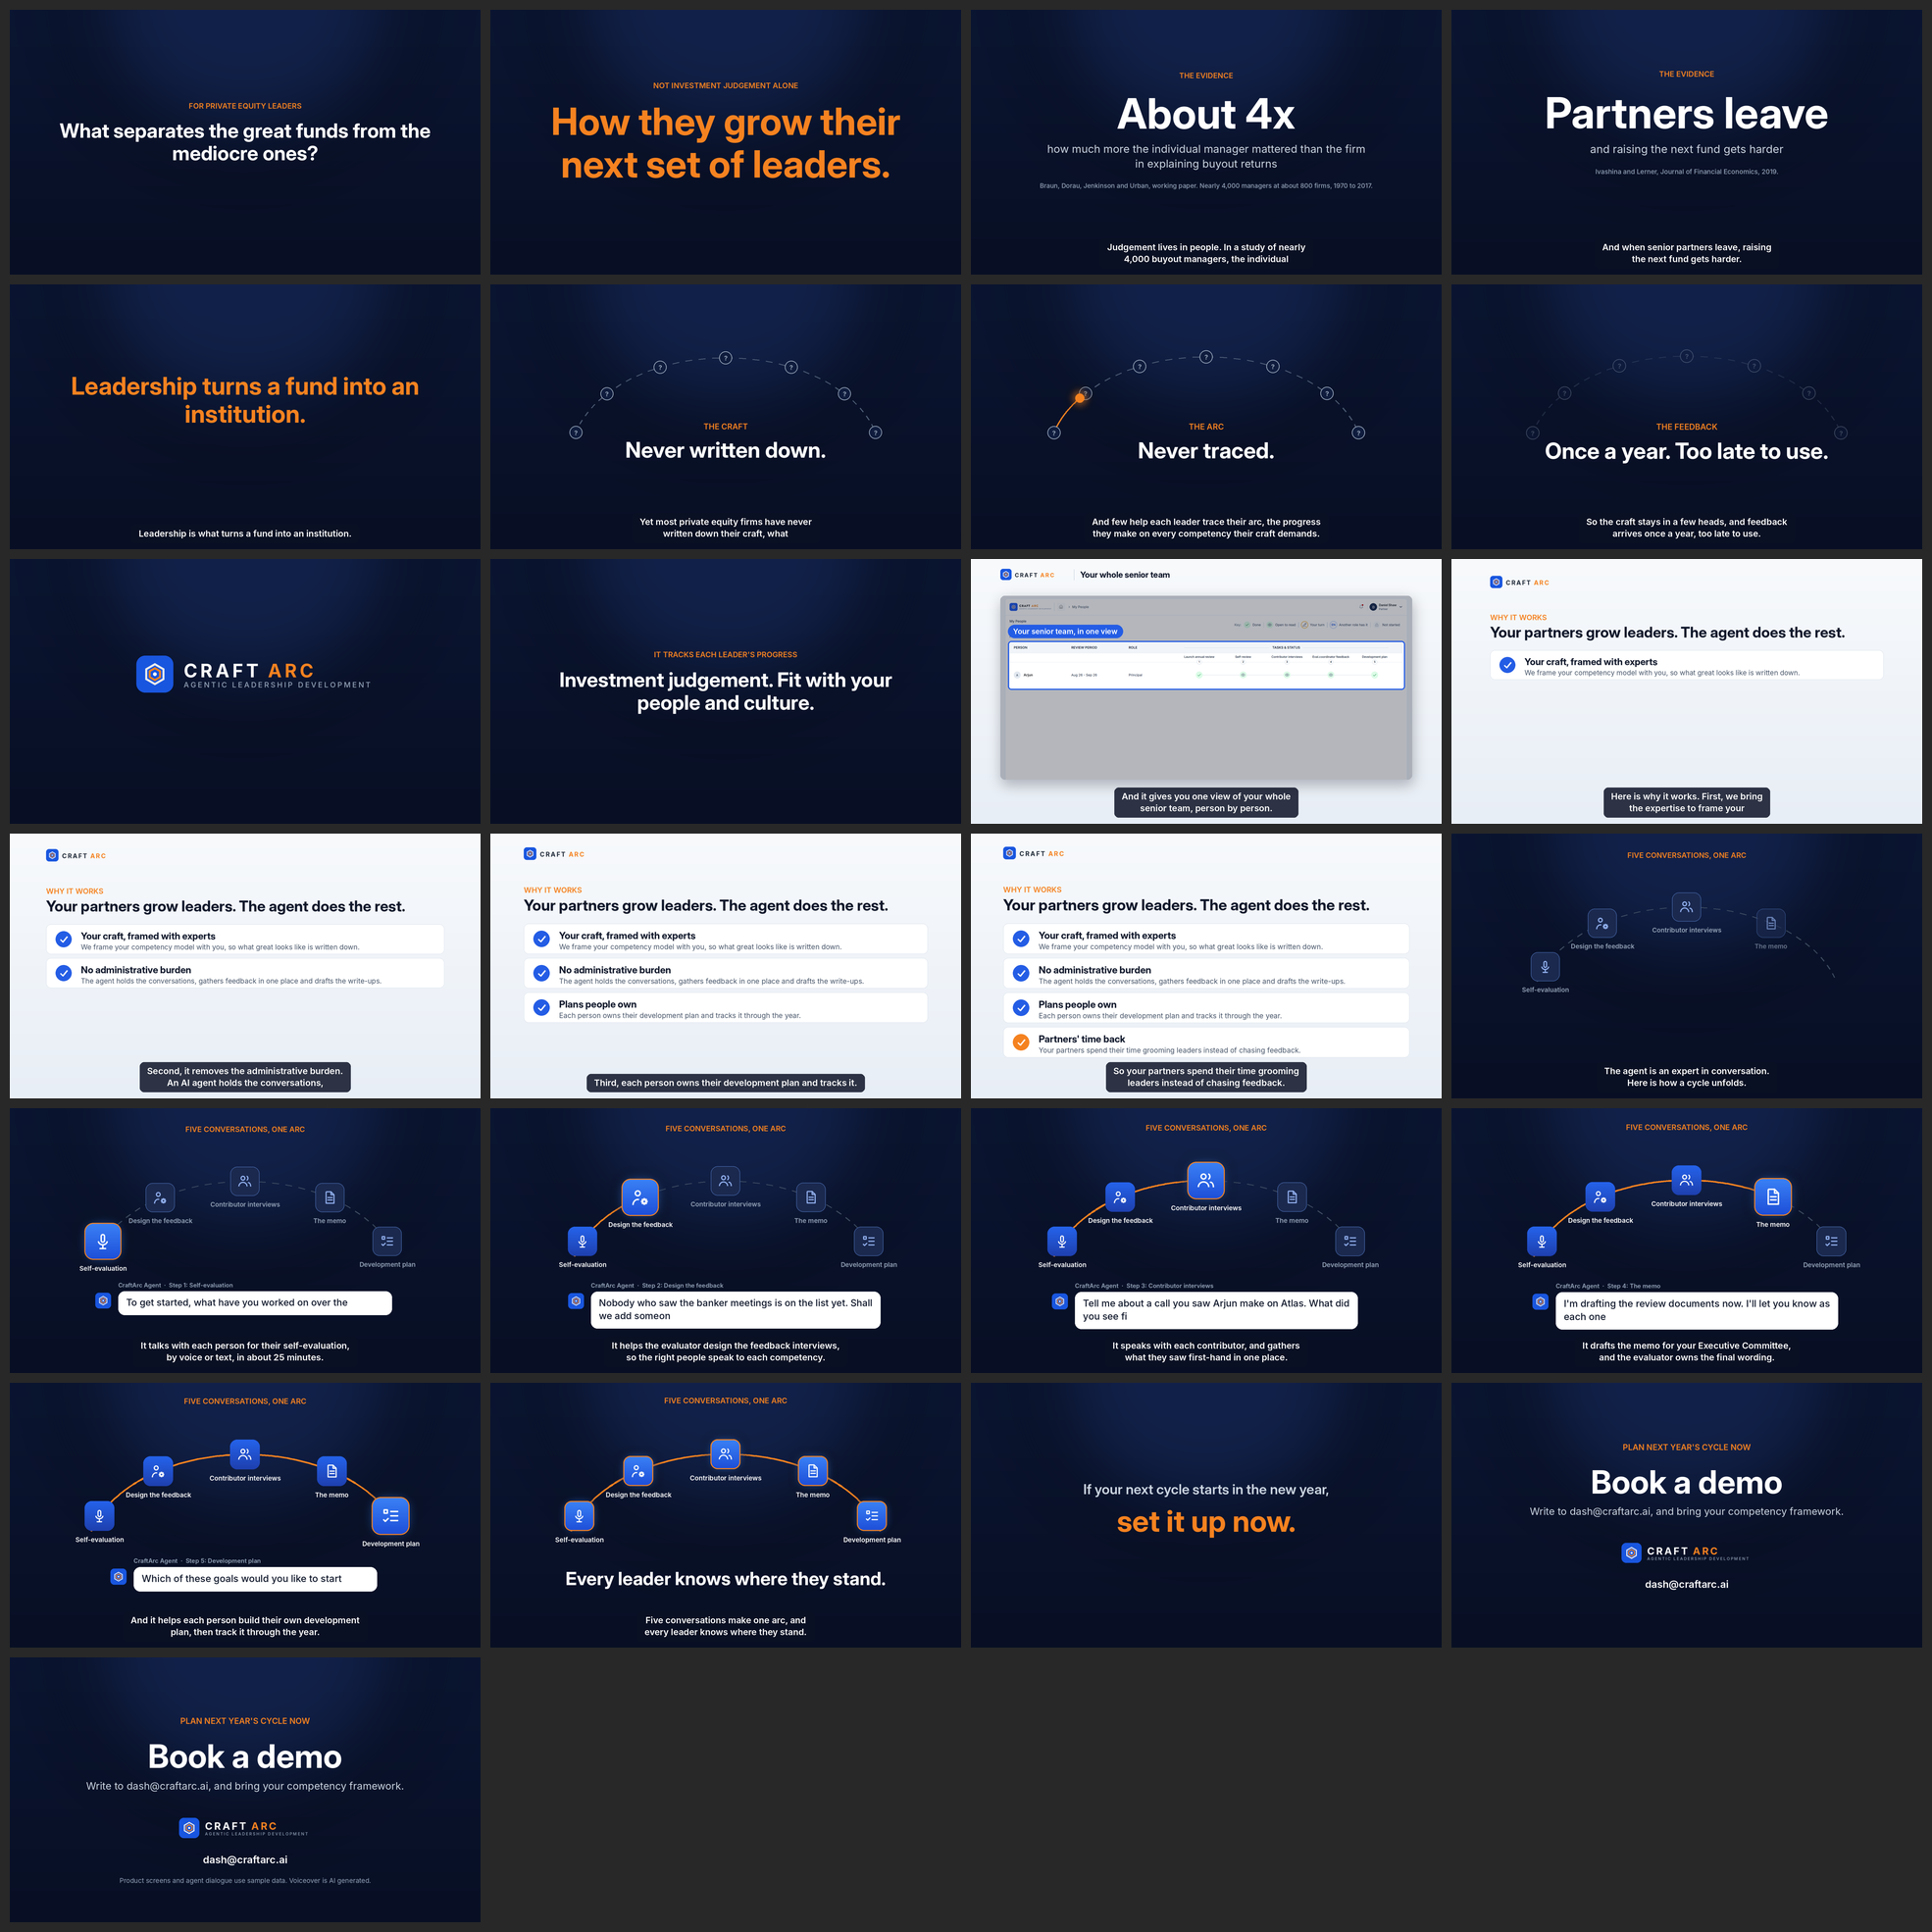 FOR PRIVATE EQUITY LEADERS
What separates the great funds from the
mediocre ones?
NOT INVESTMENT JUDGEMENT ALONE
How they grow their
next set of leaders.
THE EVIDENCE
About 4x
how much more the individual manager mattered than the firm
in explaining buyout returns
Braun, Dorau, Jenkinson and Urban, working paper. Nearly 4,000 managers at about 800 firms, 1970 to 2017.
Judgement lives in people. In a study of nearly
4,000 buyout managers, the individual
THE EVIDENCE
Partners leave
and raising the next fund gets harder
Ivashina and Lerner, Journal of Financial Economics, 2019.
And when senior partners leave, raising
the next fund gets harder.
Leadership turns a fund into an
institution.
Leadership is what turns a fund into an institution.
? ? ? ? ? ? ?
THE CRAFT
Never written down.
Yet most private equity firms have never
written down their craft, what
? ? ? ? ? ? ?
THE ARC
Never traced.
And few help each leader trace their arc, the progress
they make on every competency their craft demands.
? ? ? ? ? ? ?
THE FEEDBACK
Once a year. Too late to use.
So the craft stays in a few heads, and feedback
arrives once a year, too late to use.
CRAFT ARC
AGENTIC LEADERSHIP DEVELOPMENT
IT TRACKS EACH LEADER'S PROGRESS
Investment judgement. Fit with your
people and culture.
CRAFT ARC
Your whole senior team
CRAFT ARC
My People
My People
Your senior team, in one view
PERSON
REVIEW PERIOD
ROLE
TASKS & STATUS
Launch annual review
Self review
Contributor interviews
Development plan
Arjun
Principal
And it gives you one view of your whole
senior team, person by person.
CRAFT ARC
WHY IT WORKS
Your partners grow leaders. The agent does the rest.
Your craft, framed with experts
We frame your competency model with you, so what great looks like is written down.
Here is why it works. First, we bring
the expertise to frame your
CRAFT ARC
WHY IT WORKS
Your partners grow leaders. The agent does the rest.
Your craft, framed with experts
We frame your competency model with you, so what great looks like is written down.
No administrative burden
The agent holds the conversations, gathers feedback in one place and drafts the write-ups.
Second, it removes the administrative burden.
An AI agent holds the conversations,
CRAFT ARC
WHY IT WORKS
Your partners grow leaders. The agent does the rest.
Your craft, framed with experts
We frame your competency model with you, so what great looks like is written down.
No administrative burden
The agent holds the conversations, gathers feedback in one place and drafts the write-ups.
Plans people own
Each person owns their development plan and tracks it through the year.
Third, each person owns their development plan and tracks it.
CRAFT ARC
WHY IT WORKS
Your partners grow leaders. The agent does the rest.
Your craft, framed with experts
We frame your competency model with you, so what great looks like is written down.
No administrative burden
The agent holds the conversations, gathers feedback in one place and drafts the write-ups.
Plans people own
Each person owns their development plan and tracks it through the year.
Partners' time back
Your partners spend their time grooming leaders instead of chasing feedback.
So your partners spend their time grooming
leaders instead of chasing feedback.
FIVE CONVERSATIONS, ONE ARC
Contributor interviews
Design the feedback
The memo
Self-evaluation
The agent is an expert in conversation.
Here is how a cycle unfolds.
FIVE CONVERSATIONS, ONE ARC
Contributor interviews
Design the feedback
The memo
Self-evaluation
Development plan
CraftArc Agent · Step 1: Self-evaluation
To get started, what have you worked on over the
It talks with each person for their self-evaluation,
by voice or text, in about 25 minutes.
FIVE CONVERSATIONS, ONE ARC
Contributor interviews
Design the feedback
The memo
Self-evaluation
Development plan
CraftArc Agent · Step 2: Design the feedback
Nobody who saw the banker meetings is on the list yet. Shall
we add someon
It helps the evaluator design the feedback interviews,
so the right people speak to each competency.
FIVE CONVERSATIONS, ONE ARC
Contributor interviews
Design the feedback
The memo
Self-evaluation
Development plan
CraftArc Agent · Step 3: Contributor interviews
Tell me about a call you saw Arjun make on Atlas. What did
you see fi
It speaks with each contributor, and gathers
what they saw first-hand in one place.
FIVE CONVERSATIONS, ONE ARC
Contributor interviews
Design the feedback
The memo
Self-evaluation
Development plan
CraftArc Agent · Step 4: The memo
I'm drafting the review documents now. I'll let you know as
each one
It drafts the memo for your Executive Committee,
and the evaluator owns the final wording.
FIVE CONVERSATIONS, ONE ARC
Contributor interviews
Design the feedback
The memo
Self-evaluation
Development plan
CraftArc Agent · Step 5: Development plan
Which of these goals would you like to start
And it helps each person build their own development
plan, then track it through the year.
FIVE CONVERSATIONS, ONE ARC
Contributor interviews
Design the feedback
The memo
Self-evaluation
Development plan
Every leader knows where they stand.
Five conversations make one arc, and
every leader knows where they stand.
If your next cycle starts in the new year,
set it up now.
PLAN NEXT YEAR'S CYCLE NOW
Book a demo
Write to dash@craftarc.ai, and bring your competency framework.
CRAFT ARC
AGENTIC LEADERSHIP DEVELOPMENT
dash@craftarc.ai
PLAN NEXT YEAR'S CYCLE NOW
Book a demo
Write to dash@craftarc.ai, and bring your competency framework.
CRAFT ARC
AGENTIC LEADERSHIP DEVELOPMENT
dash@craftarc.ai
Product screens and agent dialogue use sample data. Voiceover is AI generated.